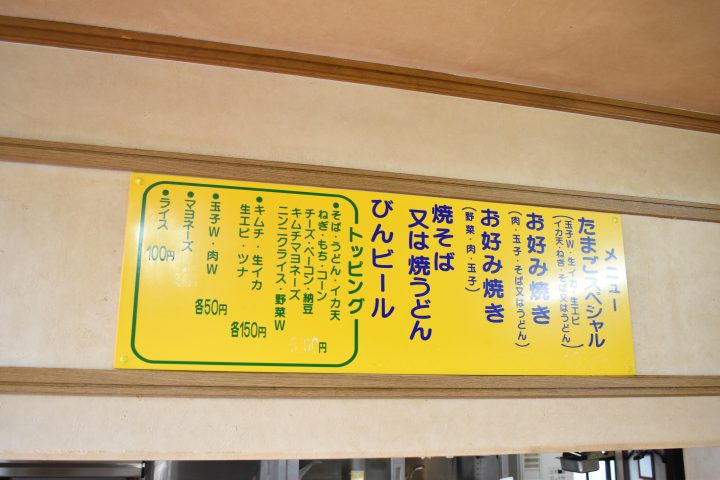 メニュー
たまごスペシャル
(玉子W・生イカ・生エビ
イカ天・ねぎ・そば又はうどん)
お好み焼き
(肉・玉子・そば又はうどん)
お好み焼き
(野菜・肉・玉子)
焼そば
又は焼うどん
びんビール
トッピング
●そば・うどん・イカ天
ねぎ・もち・コーン
チーズ・ベーコン・納豆
キムチマヨネーズ
ニンニクライス・野菜W
円
●キムチ・生イカ
生エビ・ツナ
各150円
●玉子W・肉W
各50円
●マヨネーズ
●ライス
100円